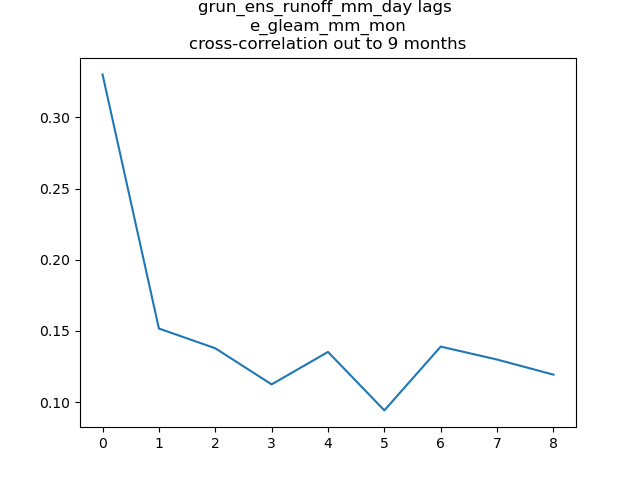 grun_ens_runoff_mm_day lags
e_gleam_mm_mon
cross-correlation out to 9 months
0.30
0.25
0.20
0.15
0.10
0 1 2 3 4 5 6 7 8